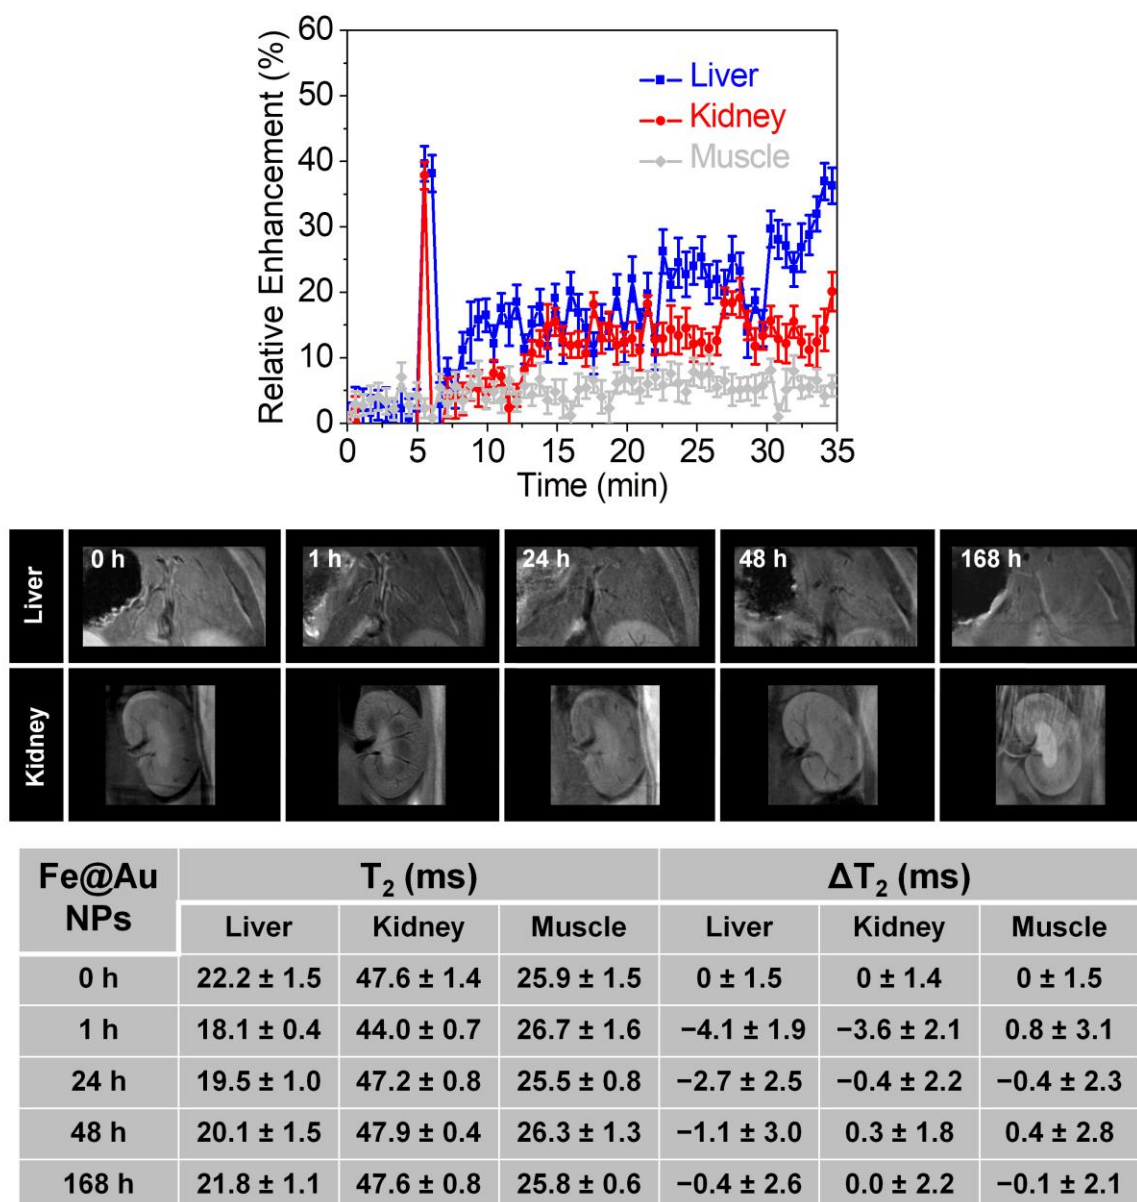 60
50
40
30
20
10
0
Relative Enhancement (%)
Liver
Kidney
Muscle
0 5 10 15 20 25 30 35
Time (min)
Liver
0 h 1 h 24 h 48 h 168 h
Kidney
Fe@Au NPs T₂ (ms) ΔT₂ (ms)
Liver Kidney Muscle Liver Kidney Muscle
0 h 22.2 ± 1.5 47.6 ± 1.4 25.9 ± 1.5 0 ± 1.5 0 ± 1.4 0 ± 1.5
1 h 18.1 ± 0.4 44.0 ± 0.7 26.7 ± 1.6 −4.1 ± 1.9 −3.6 ± 2.1 0.8 ± 3.1
24 h 19.5 ± 1.0 47.2 ± 0.8 25.5 ± 0.8 −2.7 ± 2.5 −0.4 ± 2.2 −0.4 ± 2.3
48 h 20.1 ± 1.5 47.9 ± 0.4 26.3 ± 1.3 −1.1 ± 3.0 0.3 ± 1.8 0.4 ± 2.8
168 h 21.8 ± 1.1 47.6 ± 0.8 25.8 ± 0.6 −0.4 ± 2.6 0.0 ± 2.2 −0.1 ± 2.1